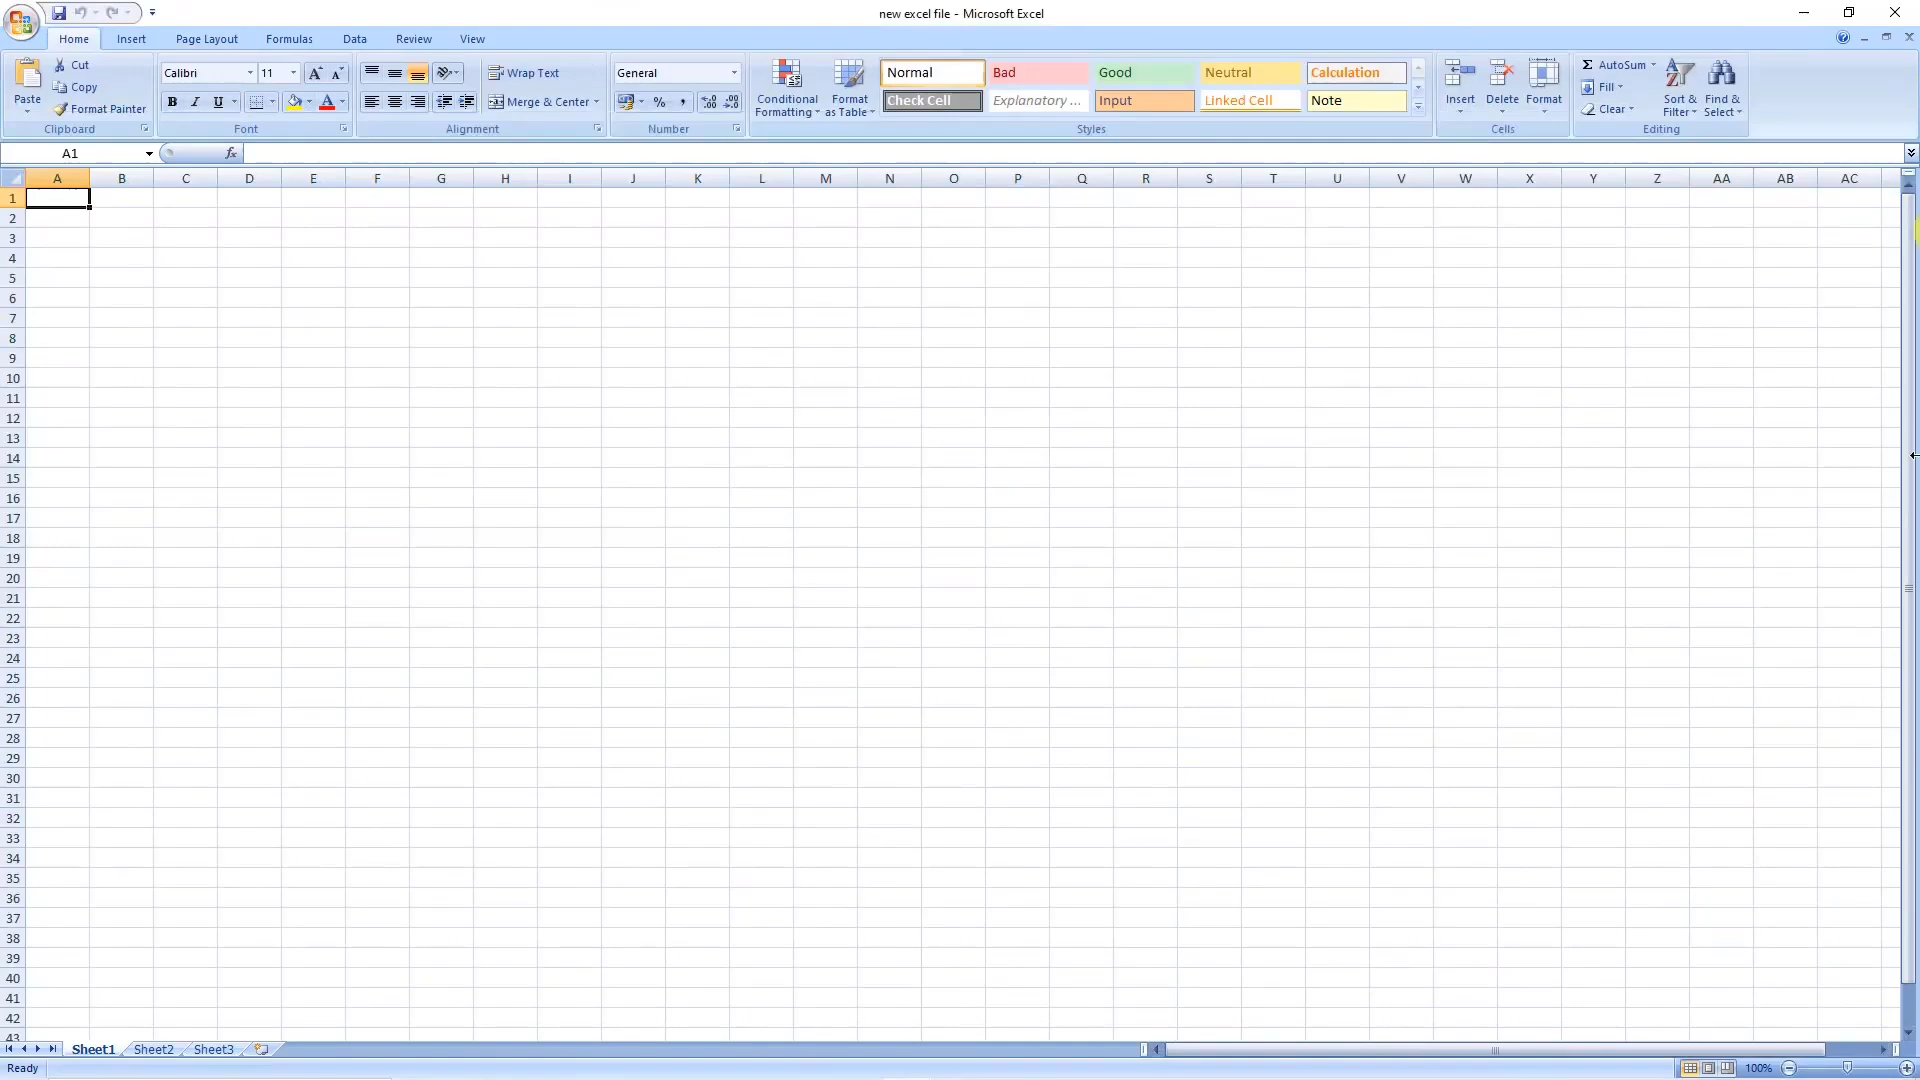 new excel file - Microsoft Excel
Home Insert Page Layout Formulas Data Review View
Paste
Cut
Copy
Format Painter
Clipboard
Calibri 11
B I U
Font
Wrap Text
Merge & Center
Alignment
General
% ,
Number
Conditional Formatting
Format as Table
Normal Bad Good Neutral Calculation
Check Cell Explanatory ... Input Linked Cell Note
Styles
Insert Delete Format
Cells
Σ AutoSum
Fill
Clear
Sort & Filter
Find & Select
Editing
A1 fx
A B C D E F G H I J K L M N O P Q R S T U V W X Y Z AA AB AC
1
2
3
4
5
6
7
8
9
10
11
12
13
14
15
16
17
18
19
20
21
22
23
24
25
26
27
28
29
30
31
32
33
34
35
36
37
38
39
40
41
42
43
Sheet1 Sheet2 Sheet3
Ready 100%